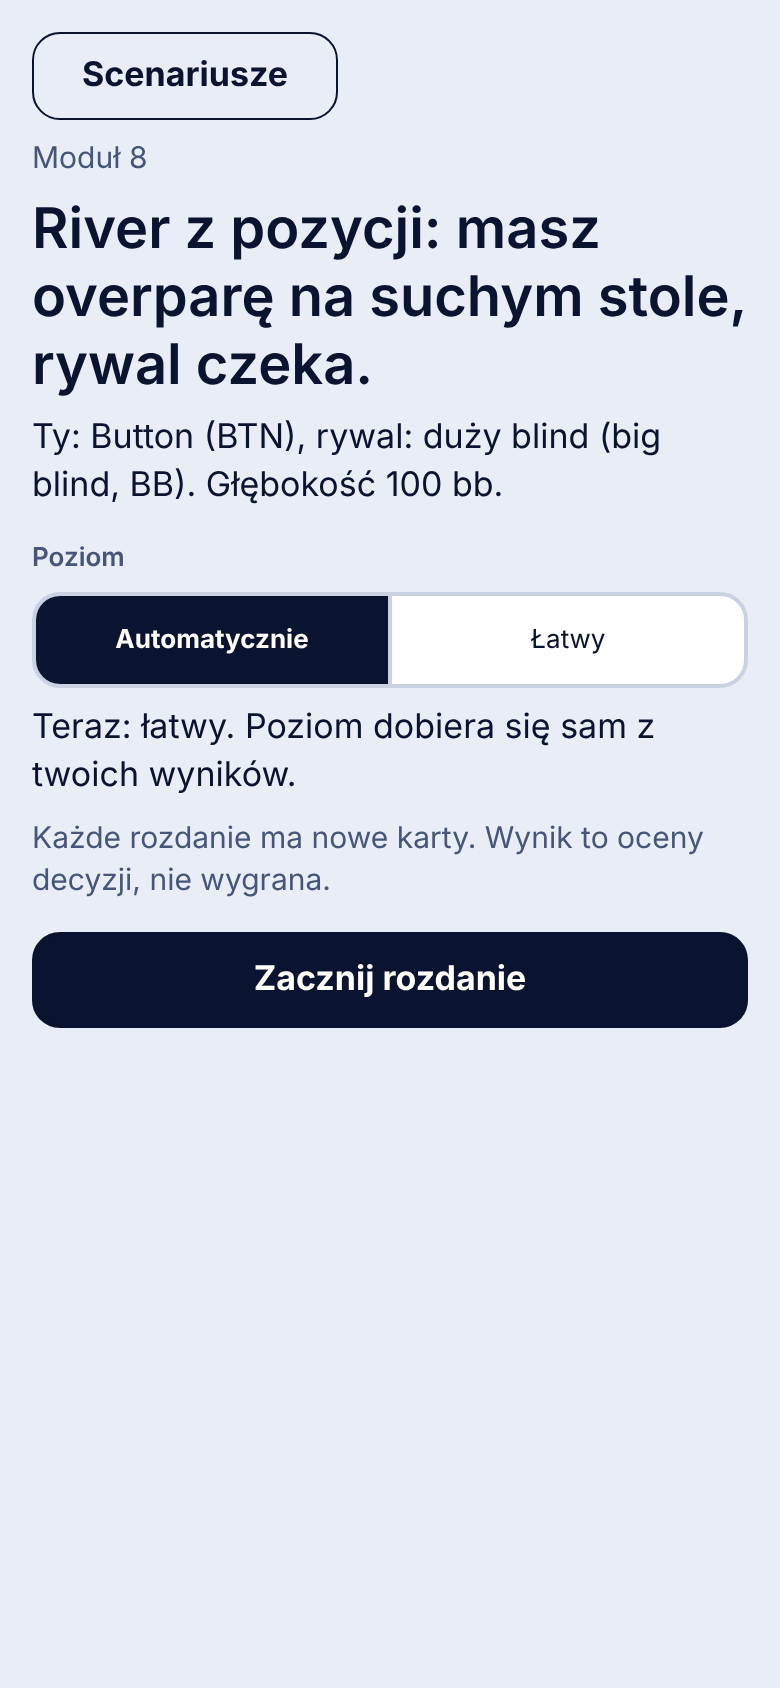 Scenariusze
Moduł 8
River z pozycji: masz
overparę na suchym stole,
rywal czeka.
Ty: Button (BTN), rywal: duży blind (big
blind, BB). Głębokość 100 bb.
Poziom
Automatycznie
Łatwy
Teraz: łatwy. Poziom dobiera się sam z
twoich wyników.
Każde rozdanie ma nowe karty. Wynik to oceny
decyzji, nie wygrana.
Zacznij rozdanie